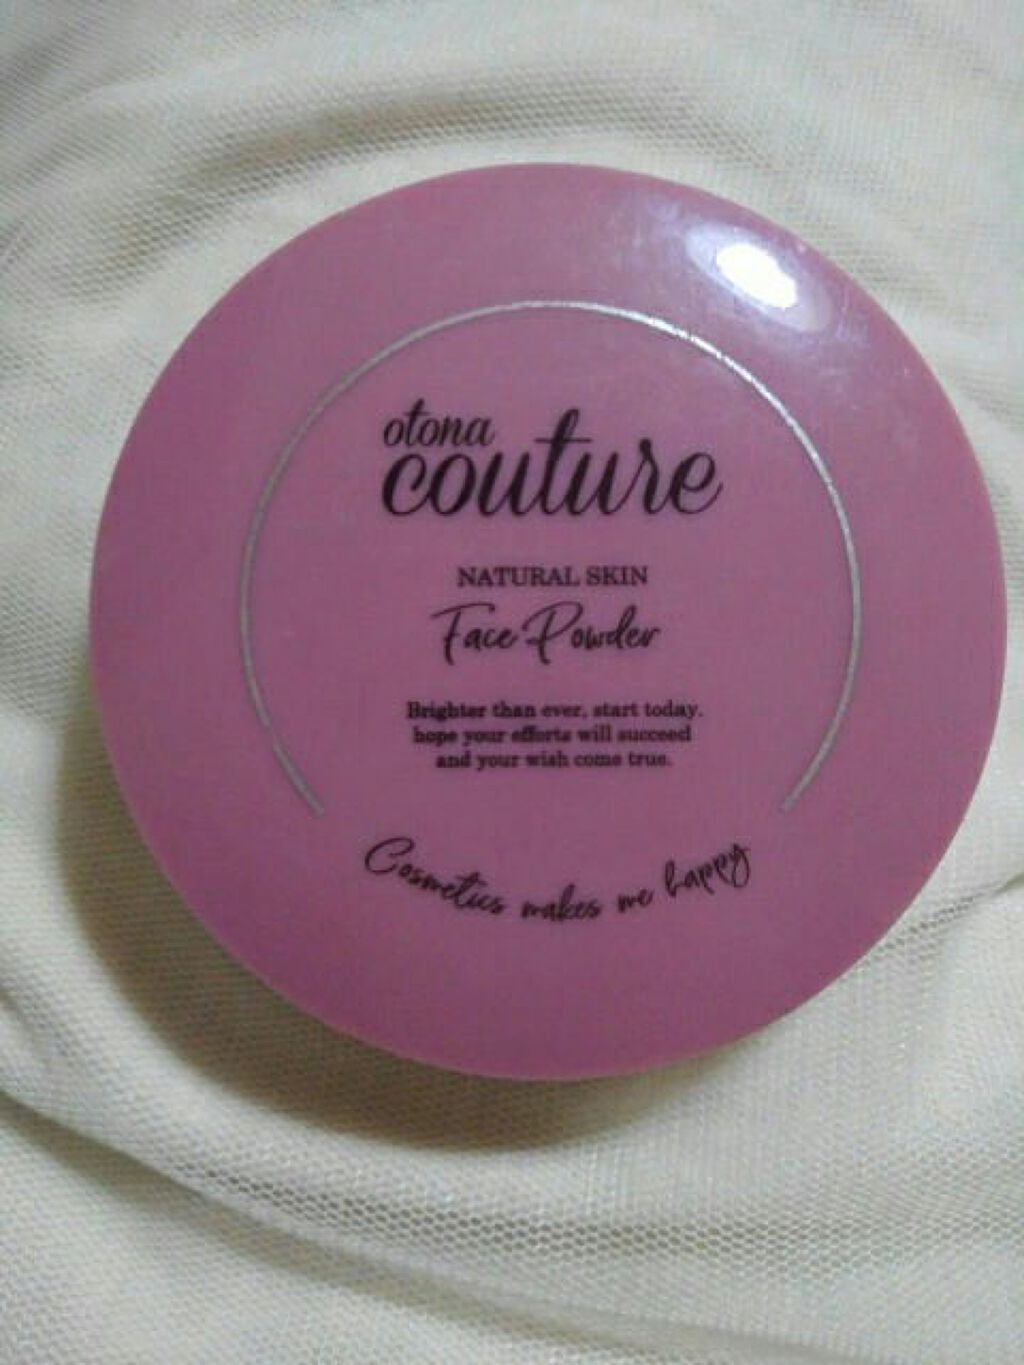 otona
couture
NATURAL SKIN
Face Powder
Brighter than ever, start today.
hope your efforts will succeed
and your wish come true.
Cosmetics makes me happy